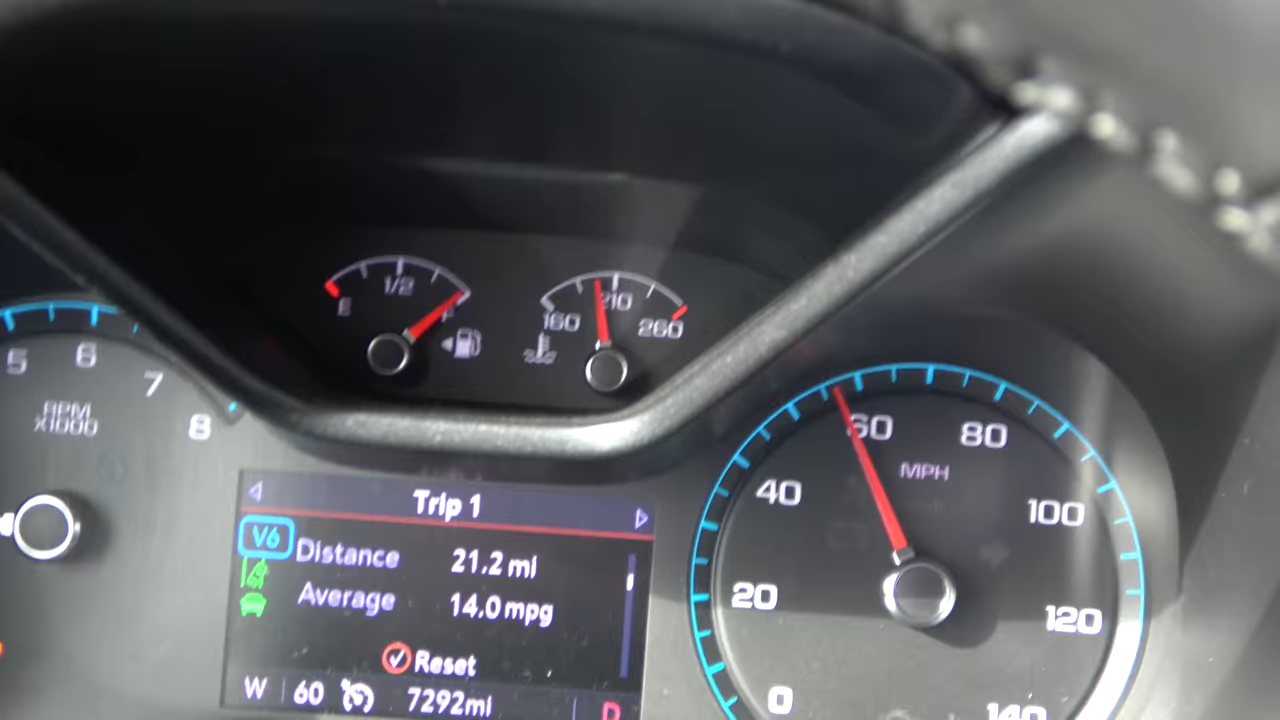 E 1/2 F
160 210 260
5 6 7 8
RPM
x1000
Trip 1
V6
Distance 21.2 mi
Average 14.0 mpg
Reset
W 60 7292mi D
0 20 40 60 80 100 120 140
MPH